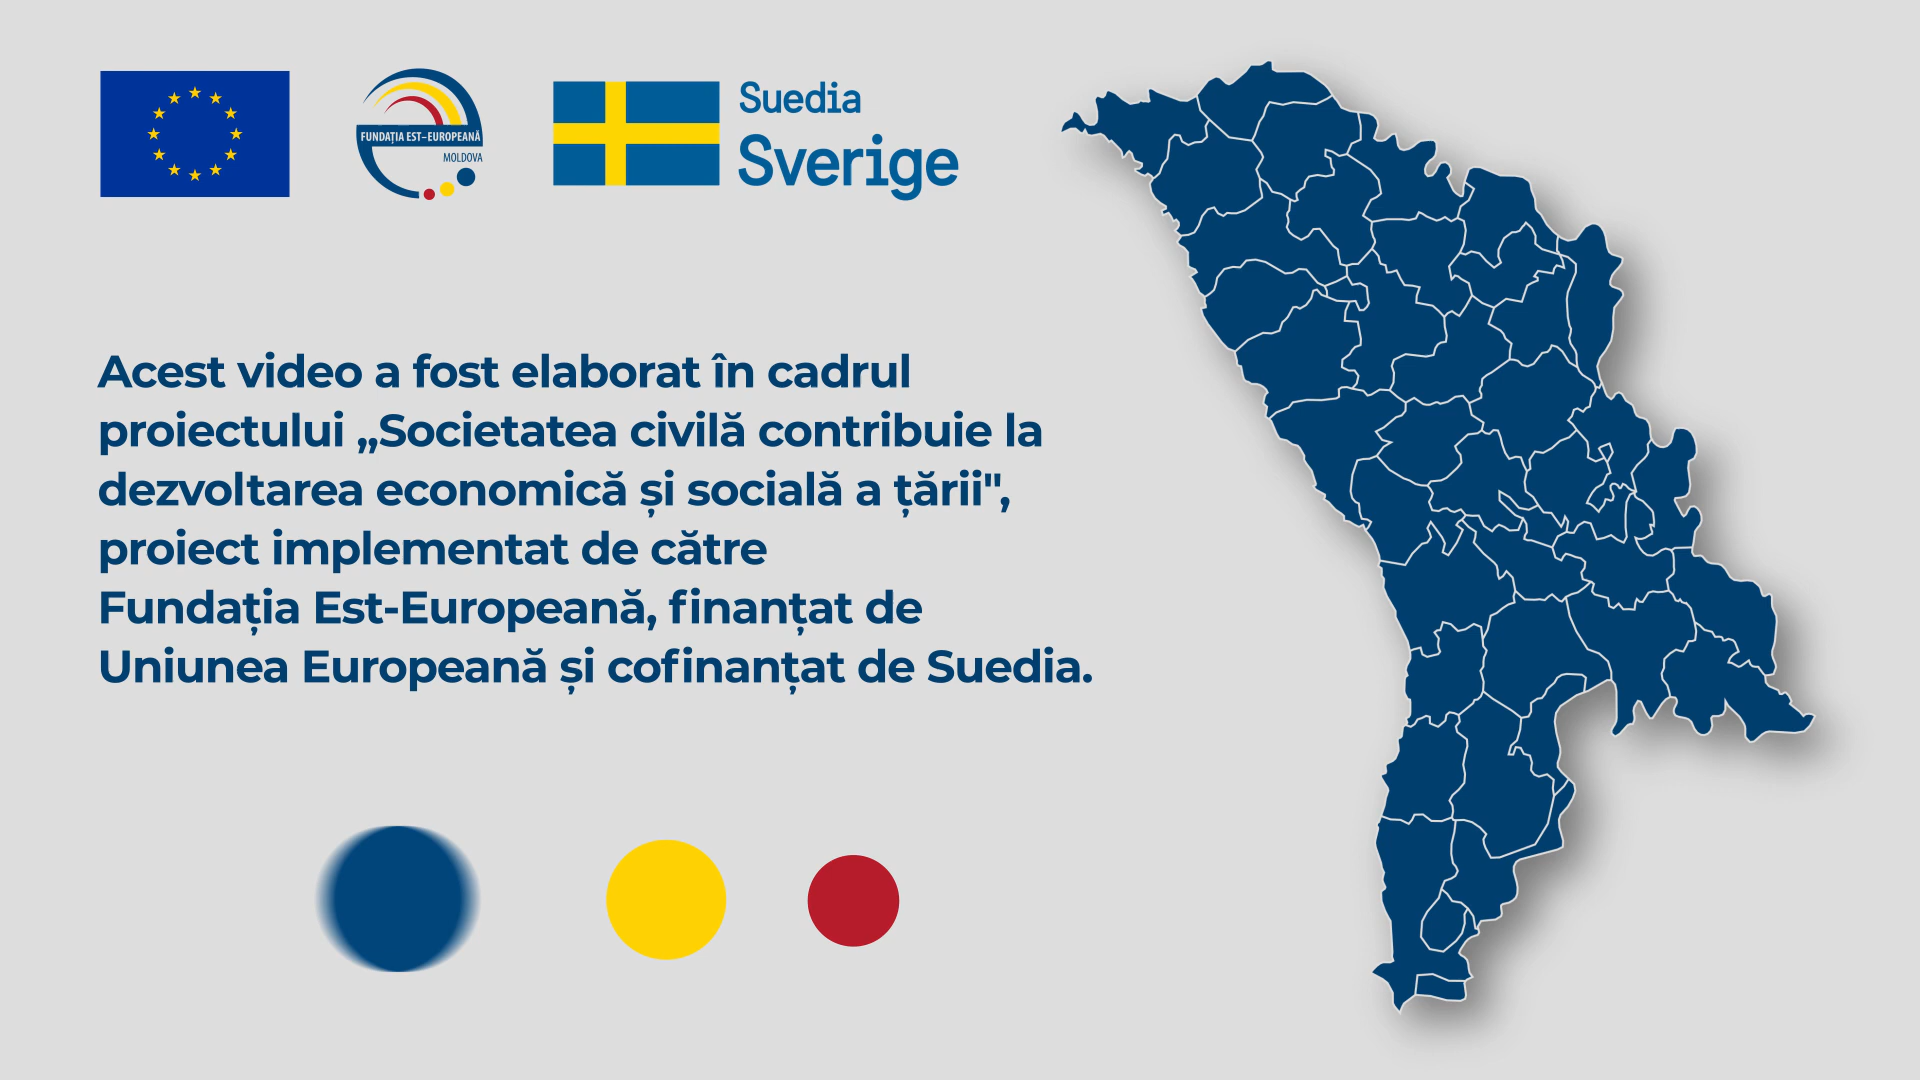 FUNDAȚIA EST-EUROPEANĂ
MOLDOVA
Suedia
Sverige
Acest video a fost elaborat în cadrul
proiectului „Societatea civilă contribuie la
dezvoltarea economică și socială a țării",
proiect implementat de către
Fundația Est-Europeană, finanțat de
Uniunea Europeană și cofinanțat de Suedia.